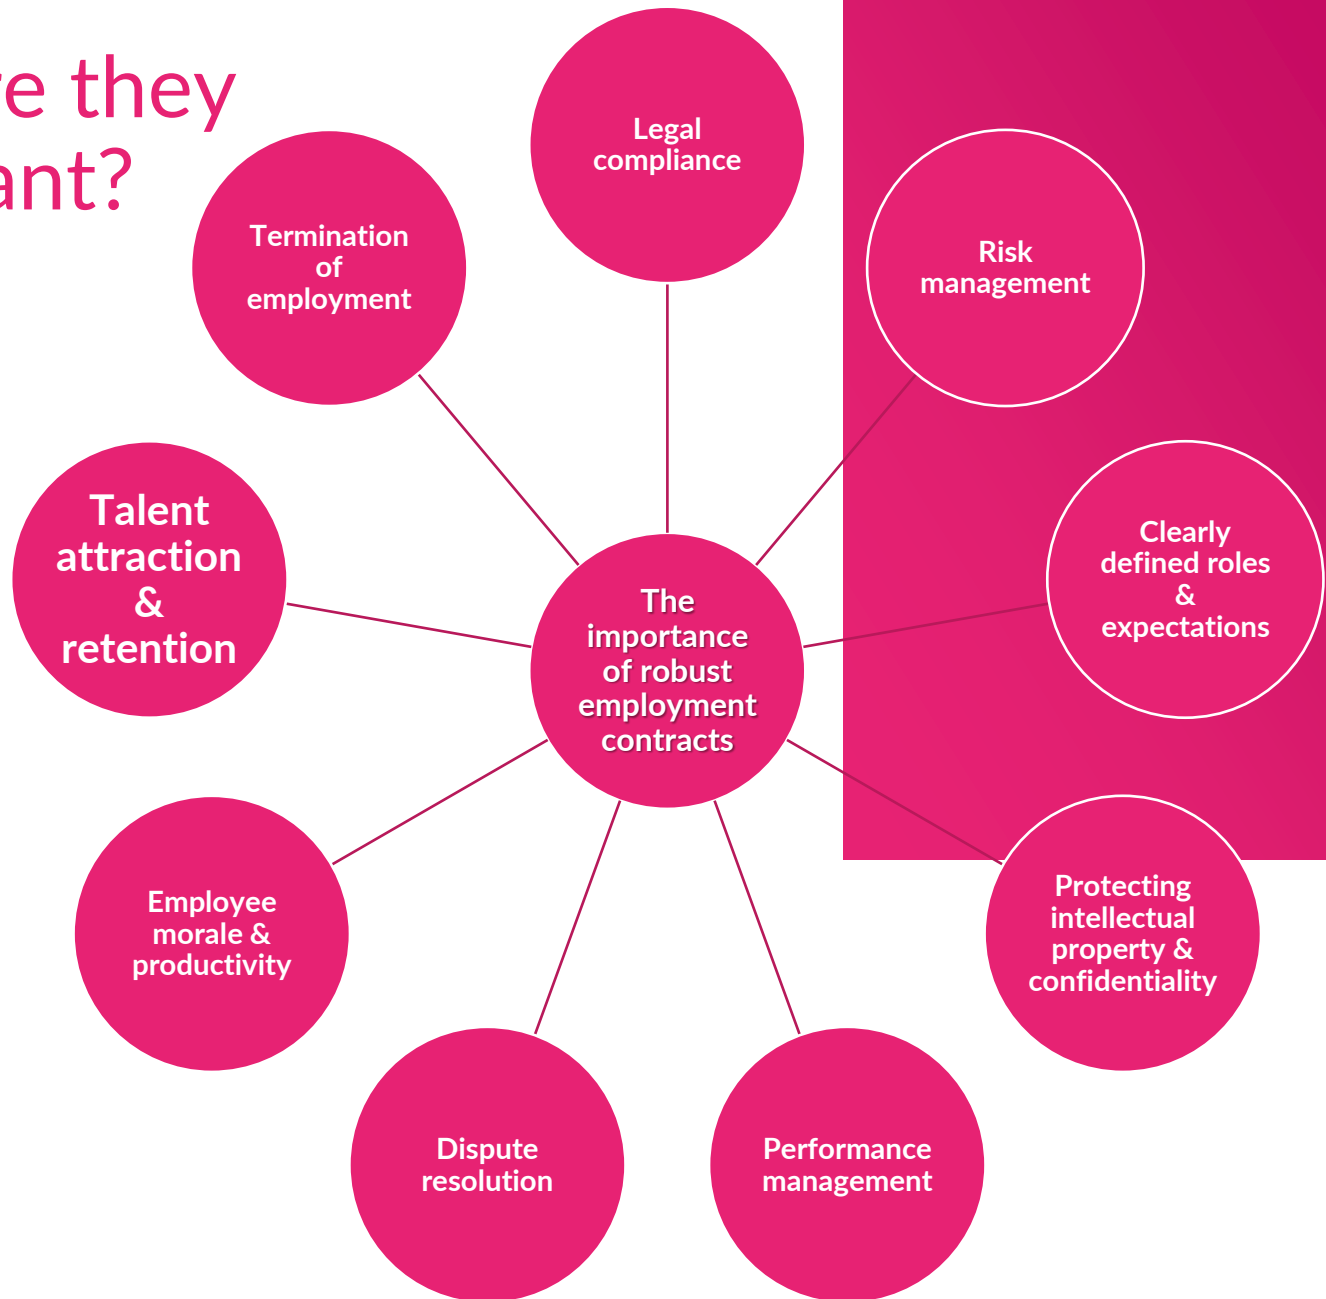 re they
ant?
Legal
compliance
Risk
management
Clearly
defined roles
&
expectations
Protecting
intellectual
property &
confidentiality
Performance
management
Dispute
resolution
Employee
morale &
productivity
Talent
attraction
&
retention
Termination
of
employment
The
importance
of robust
employment
contracts